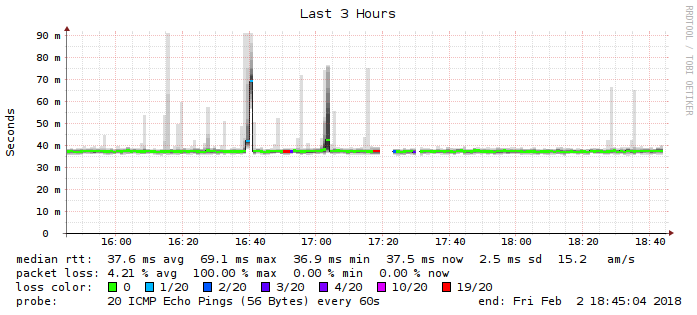 Last 3 Hours
RRDTOOL / TOBI OETIKER
Seconds
90 m
80 m
70 m
60 m
50 m
40 m
30 m
20 m
10 m
0
16:00 16:20 16:40 17:00 17:20 17:40 18:00 18:20 18:40
median rtt: 37.6 ms avg 69.1 ms max 36.9 ms min 37.5 ms now 2.5 ms sd 15.2 am/s
packet loss: 4.21 % avg 100.00 % max 0.00 % min 0.00 % now
loss color: 0 1/20 2/20 3/20 4/20 10/20 19/20
probe: 20 ICMP Echo Pings (56 Bytes) every 60s end: Fri Feb 2 18:45:04 2018